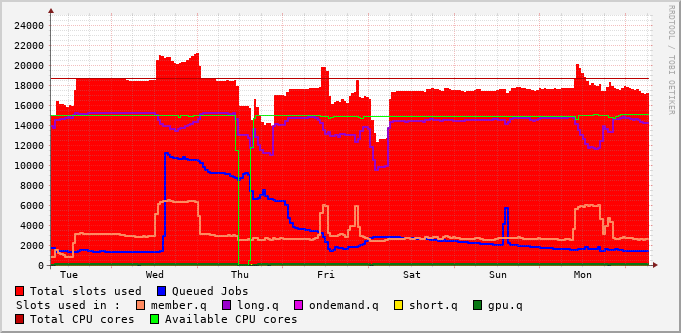 RRDTOOL / TOBI OETIKER
24000
22000
20000
18000
16000
14000
12000
10000
8000
6000
4000
2000
0
Tue Wed Thu Fri Sat Sun Mon
Total slots used Queued Jobs
Slots used in : member.q long.q ondemand.q short.q gpu.q
Total CPU cores Available CPU cores